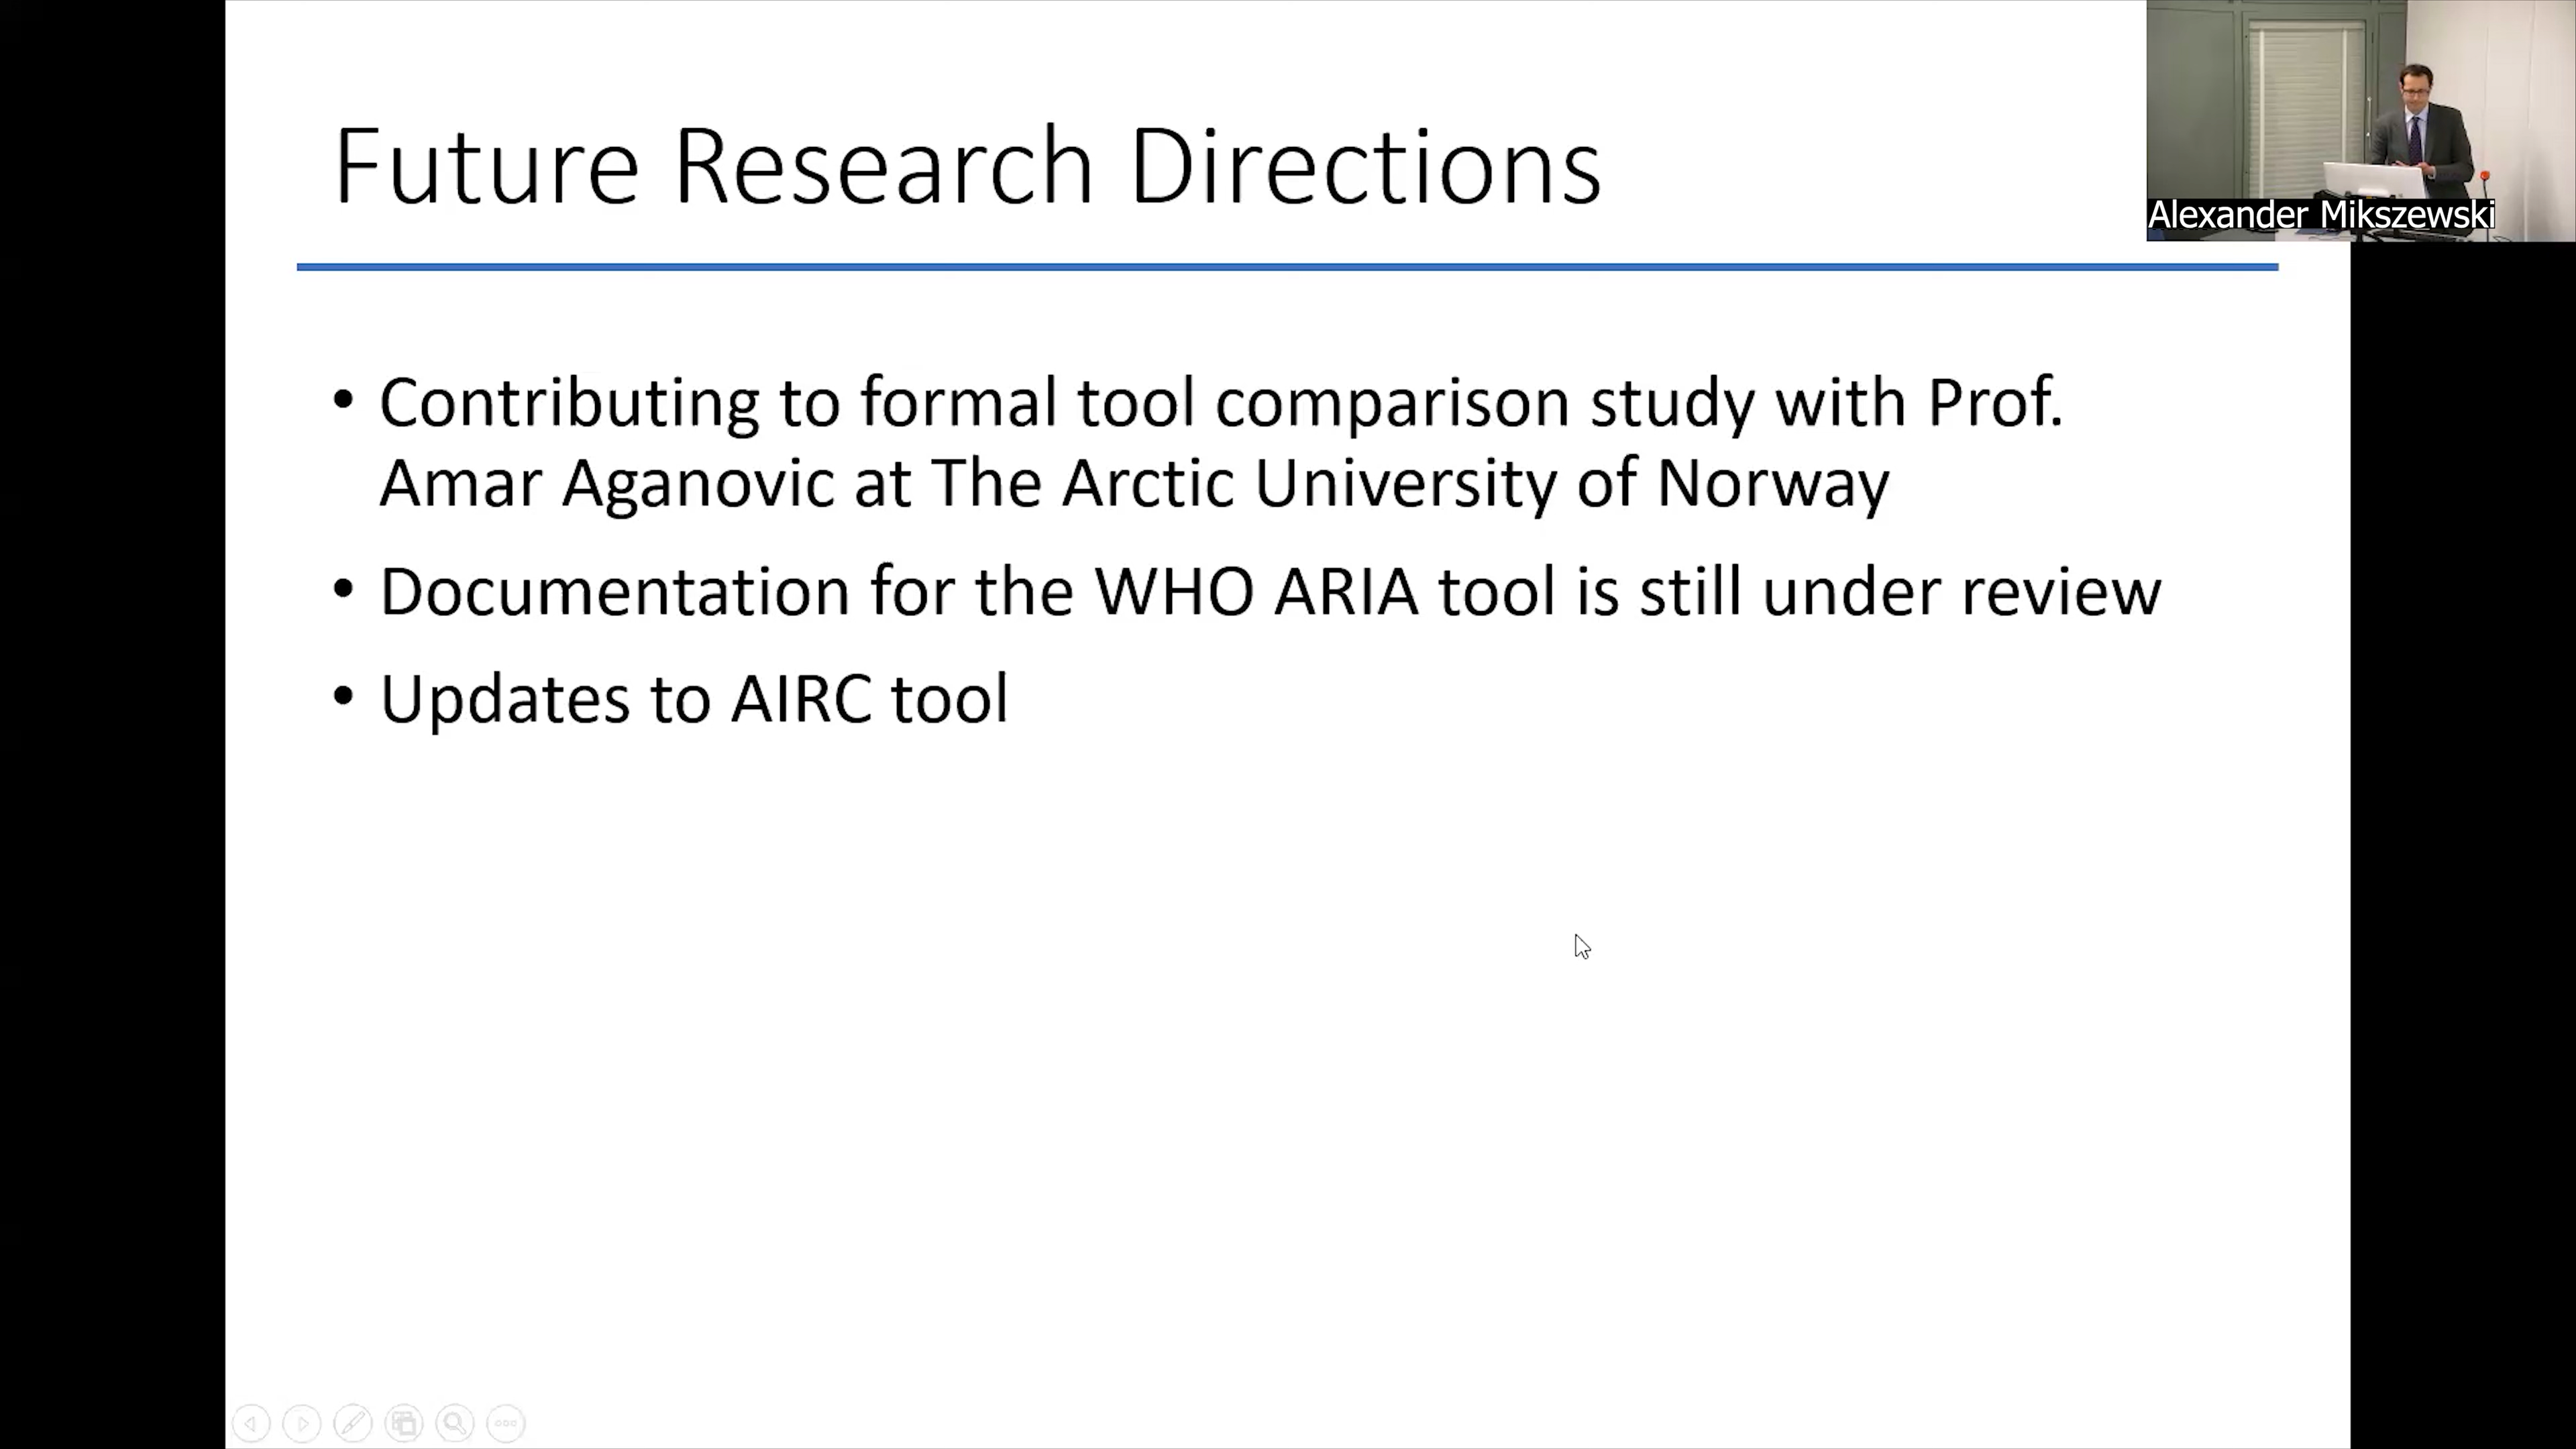 Future Research Directions
Alexander Mikszewski
• Contributing to formal tool comparison study with Prof.
Amar Aganovic at The Arctic University of Norway
• Documentation for the WHO ARIA tool is still under review
• Updates to AIRC tool